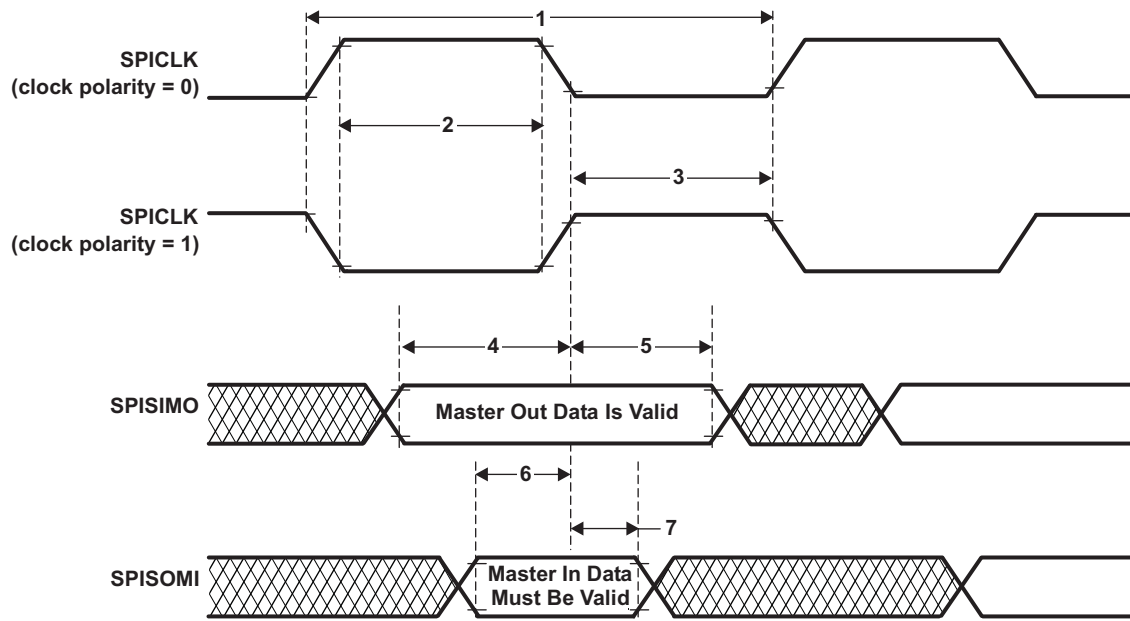 1
SPICLK
(clock polarity = 0)
2
3
SPICLK
(clock polarity = 1)
4
5
SPISIMO
Master Out Data Is Valid
6
7
SPISOMI
Master In Data
Must Be Valid